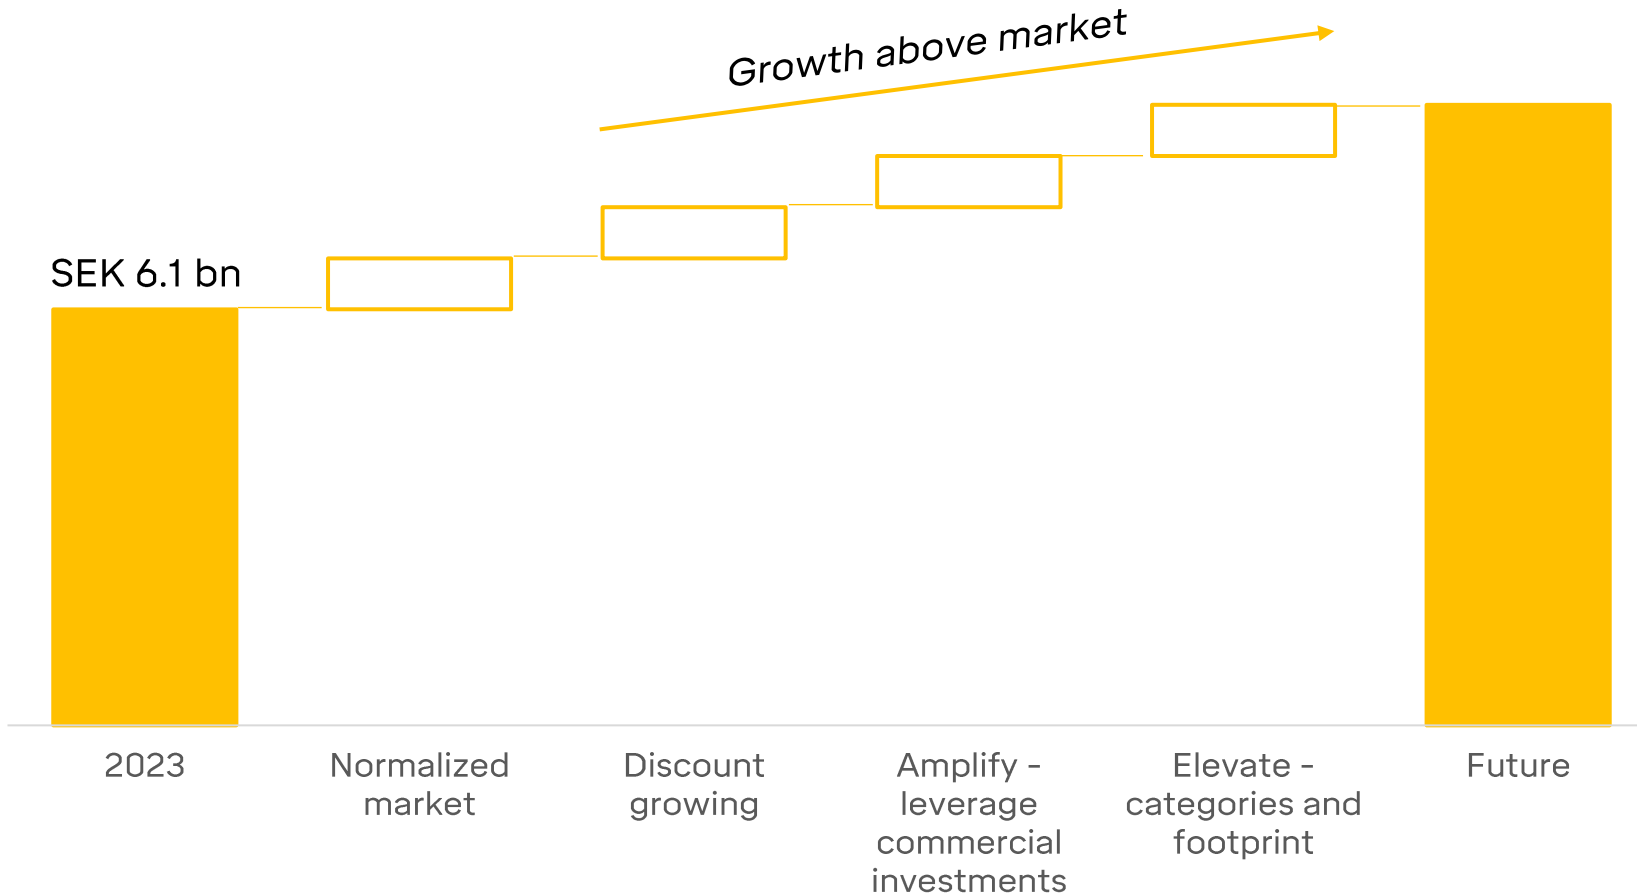 Growth above market
SEK 6.1 bn
2023
Normalized
market
Discount
growing
Amplify -
leverage
commercial
investments
Elevate -
categories and
footprint
Future